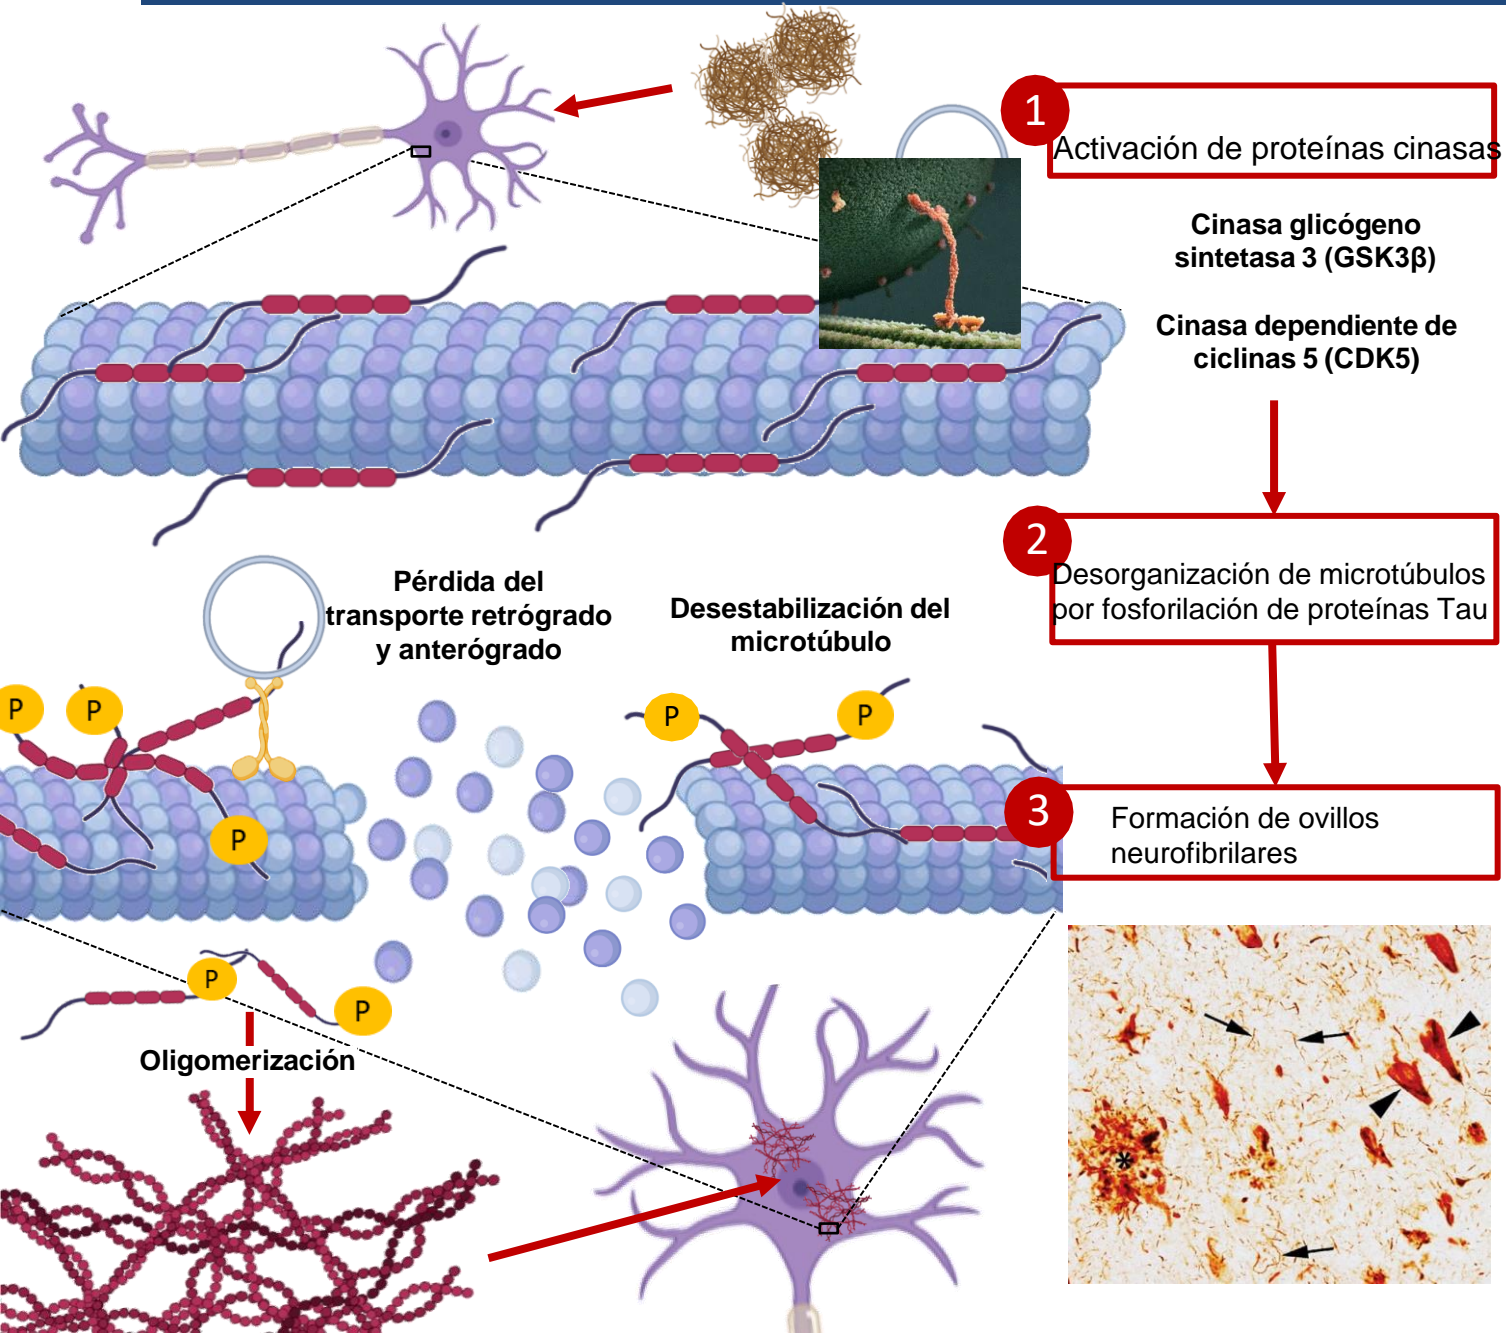 1
Activación de proteínas cinasas
Cinasa glicógeno
sintetasa 3 (GSK3β)
Cinasa dependiente de
ciclinas 5 (CDK5)
2
Desorganización de microtúbulos
por fosforilación de proteínas Tau
Pérdida del
transporte retrógrado
y anterógrado
Desestabilización del
microtúbulo
P
P
P
P
P
3
Formación de ovillos
neurofibrilares
P
P
Oligomerización
*